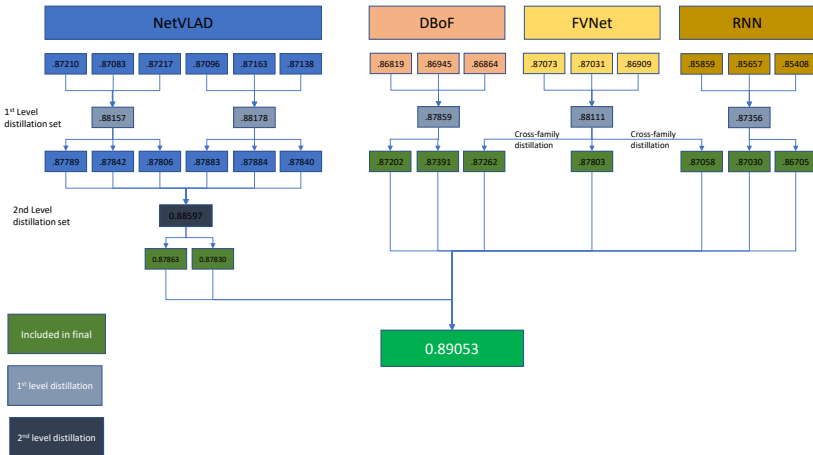 NetVLAD DBoF FVNet RNN
.87210 .87083 .87217 .87096 .87163 .87138 .86819 .86945 .86864 .87073 .87031 .86909 .85859 .85657 .85408
1st Level
distillation set
.88157 .88178 .87859 .88111 .87356
Cross-family
distillation
Cross-family
distillation
.87789 .87842 .87806 .87883 .87884 .87840 .87202 .87391 .87262 .87803 .87058 .87030 .86705
2nd Level
distillation set
0.88597
0.87863 0.87830
Included in final
0.89053
1st level distillation
2nd level distillation